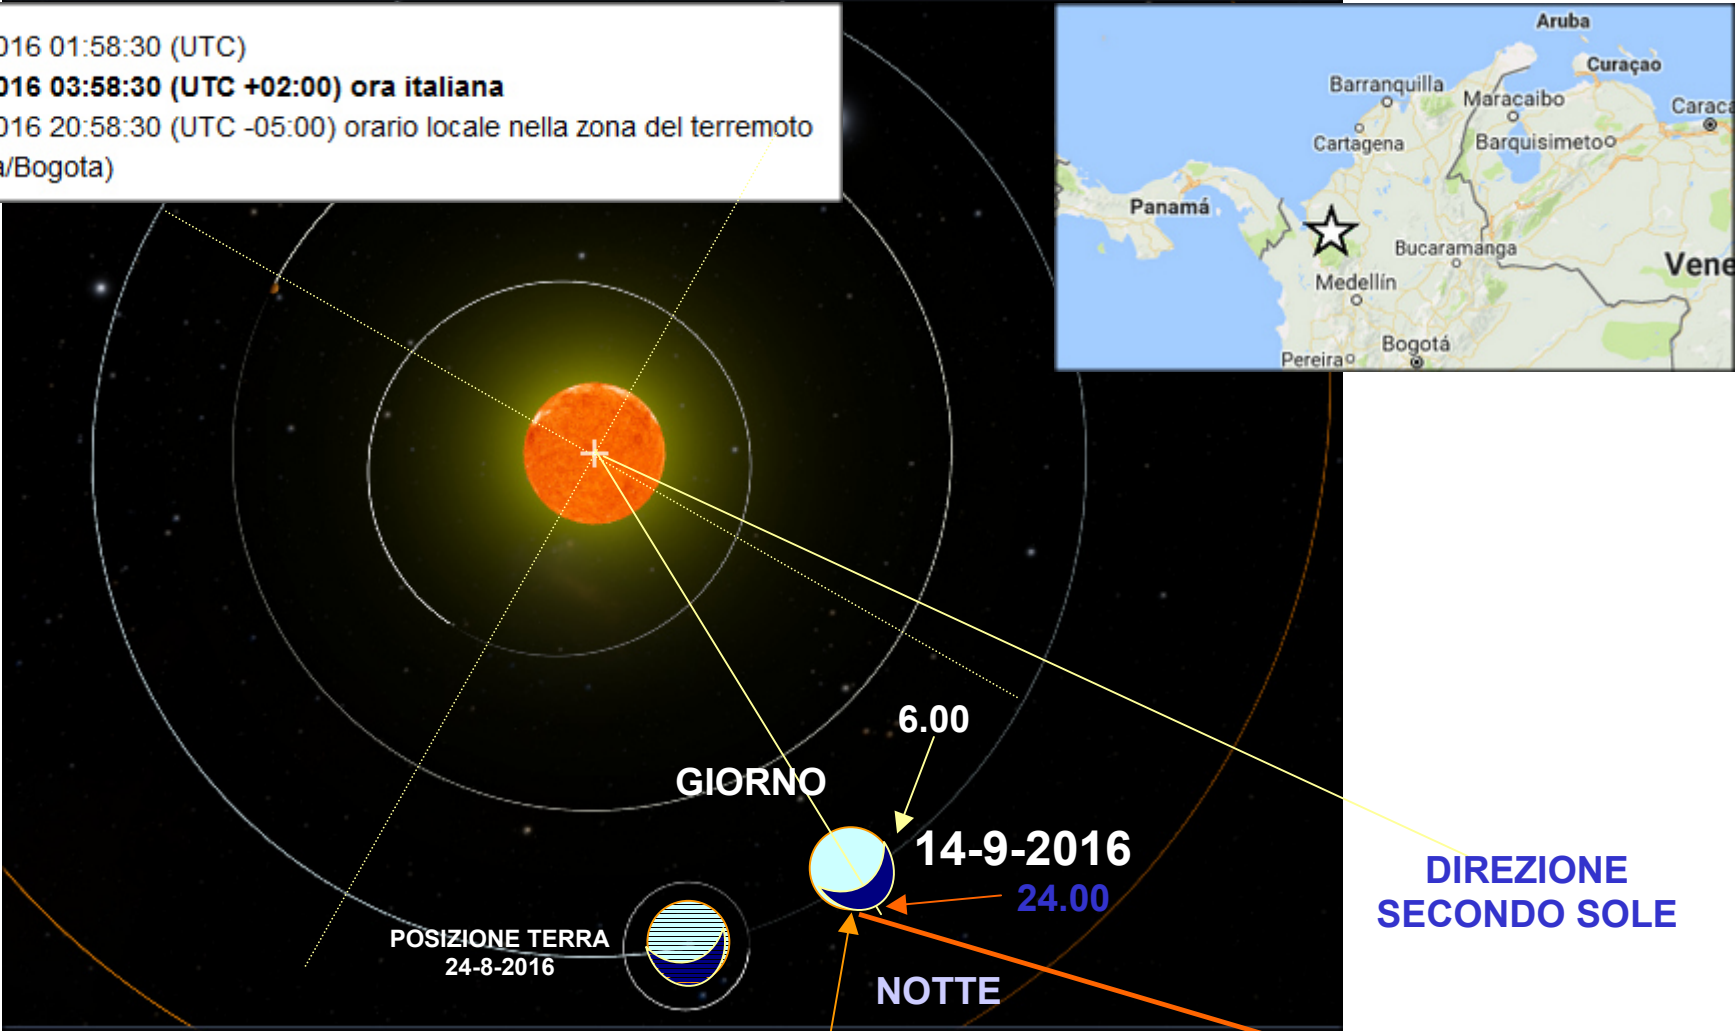 016 01:58:30 (UTC)
016 03:58:30 (UTC +02:00) ora italiana
016 20:58:30 (UTC -05:00) orario locale nella zona del terremoto
a/Bogota)
Aruba
Curaçao
Barranquilla
Maracaibo
Caraca
Cartagena
Barquisimeto
Panamá
Bucaramanga
Vene
Medellín
Bogotá
Pereira
6.00
GIORNO
14-9-2016
24.00
DIREZIONE
SECONDO SOLE
POSIZIONE TERRA
24-8-2016
NOTTE